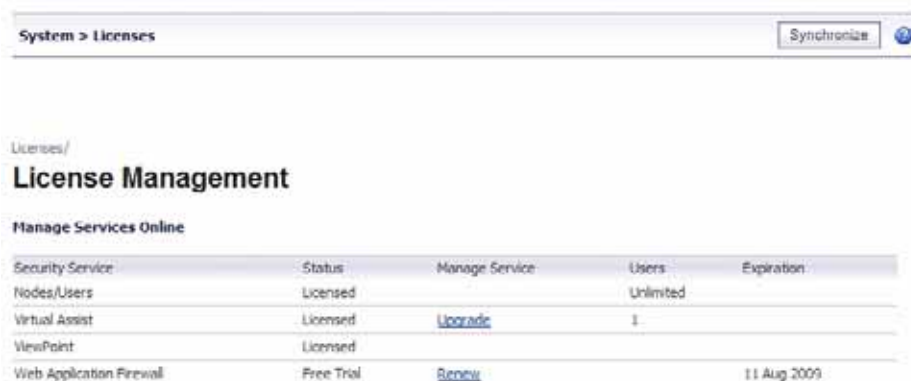 System > Licenses Synchronize ?
Licenses/
License Management
Manage Services Online
Security Service Status Manage Service Users Expiration
Nodes/Users Licensed Unlimited
Virtual Assist Licensed Upgrade 1
ViewPoint Licensed
Web Application Firewall Free Trial Renew 11 Aug 2009